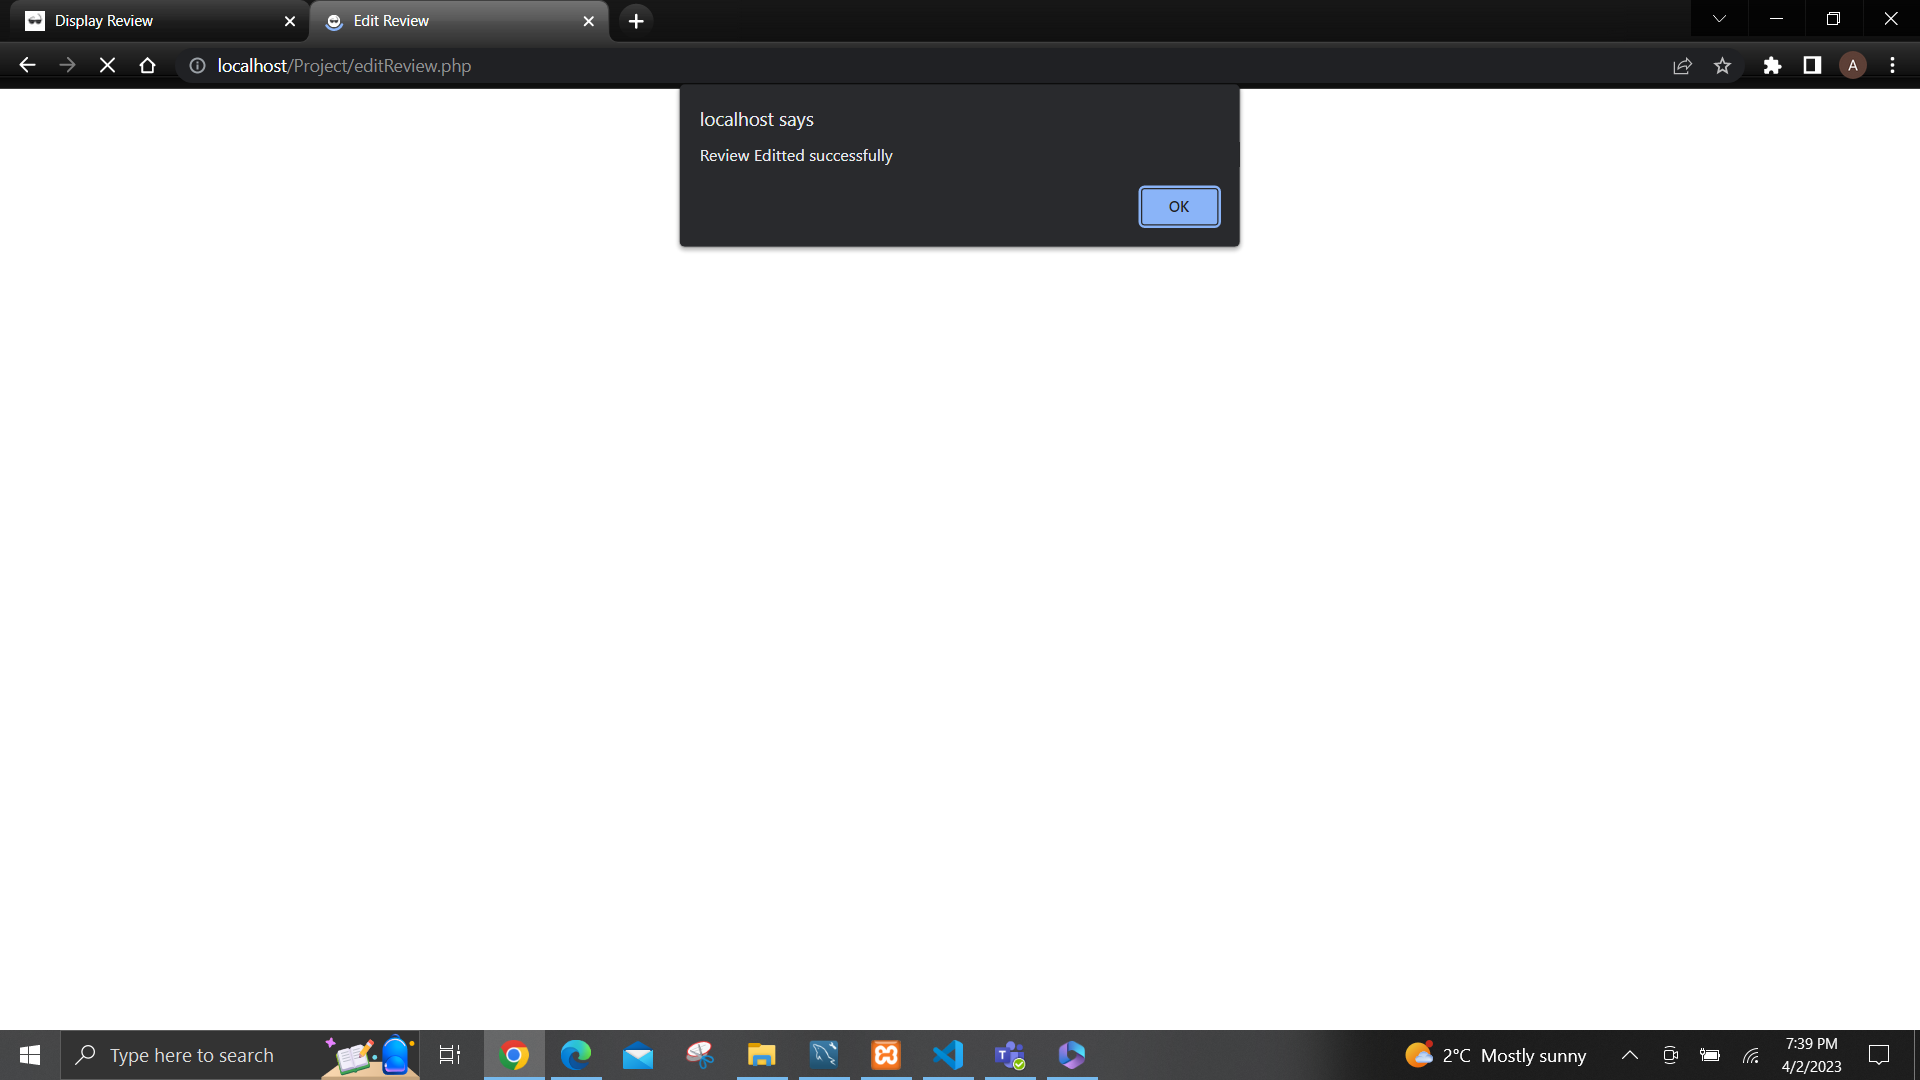 Display Review
Edit Review
localhost/Project/editReview.php
A
localhost says
Review Editted successfully
OK
Type here to search
2°C Mostly sunny
7:39 PM
4/2/2023